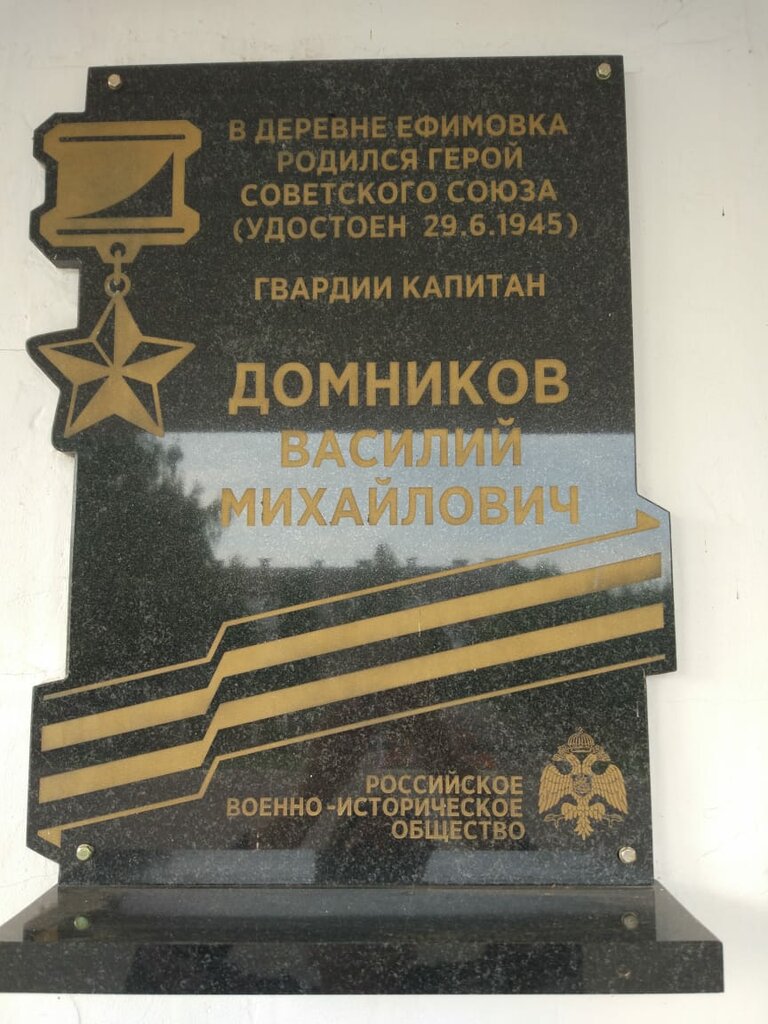 В ДЕРЕВНЕ ЕФИМОВКА
РОДИЛСЯ ГЕРОЙ
СОВЕТСКОГО СОЮЗА
(УДОСТОЕН 29.6.1945)
ГВАРДИИ КАПИТАН
ДОМНИКОВ
ВАСИЛИЙ
МИХАЙЛОВИЧ
РОССИЙСКОЕ
ВОЕННО-ИСТОРИЧЕСКОЕ
ОБЩЕСТВО